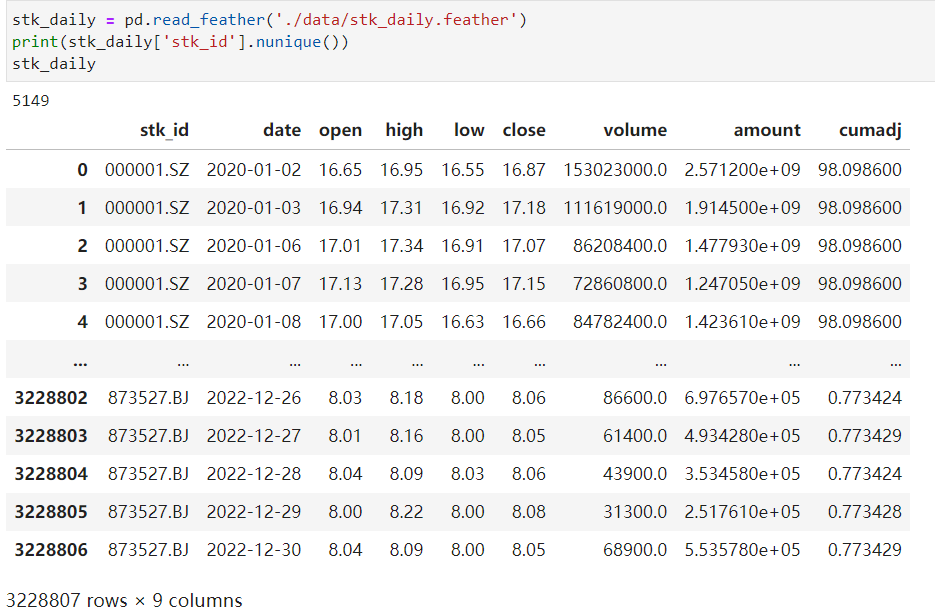 stk_daily = pd.read_feather('./data/stk_daily.feather')
print(stk_daily['stk_id'].nunique())
stk_daily
5149
stk_id date open high low close volume amount cumadj
0 000001.SZ 2020-01-02 16.65 16.95 16.55 16.87 153023000.0 2.571200e+09 98.098600
1 000001.SZ 2020-01-03 16.94 17.31 16.92 17.18 111619000.0 1.914500e+09 98.098600
2 000001.SZ 2020-01-06 17.01 17.34 16.91 17.07 86208400.0 1.477930e+09 98.098600
3 000001.SZ 2020-01-07 17.13 17.28 16.95 17.15 72860800.0 1.247050e+09 98.098600
4 000001.SZ 2020-01-08 17.00 17.05 16.63 16.66 84782400.0 1.423610e+09 98.098600
... ... ... ... ... ... ... ... ... ...
3228802 873527.BJ 2022-12-26 8.03 8.18 8.00 8.06 86600.0 6.976570e+05 0.773424
3228803 873527.BJ 2022-12-27 8.01 8.16 8.00 8.05 61400.0 4.934280e+05 0.773429
3228804 873527.BJ 2022-12-28 8.04 8.09 8.03 8.06 43900.0 3.534580e+05 0.773424
3228805 873527.BJ 2022-12-29 8.00 8.22 8.00 8.08 31300.0 2.517610e+05 0.773428
3228806 873527.BJ 2022-12-30 8.04 8.09 8.00 8.05 68900.0 5.535780e+05 0.773429
3228807 rows × 9 columns